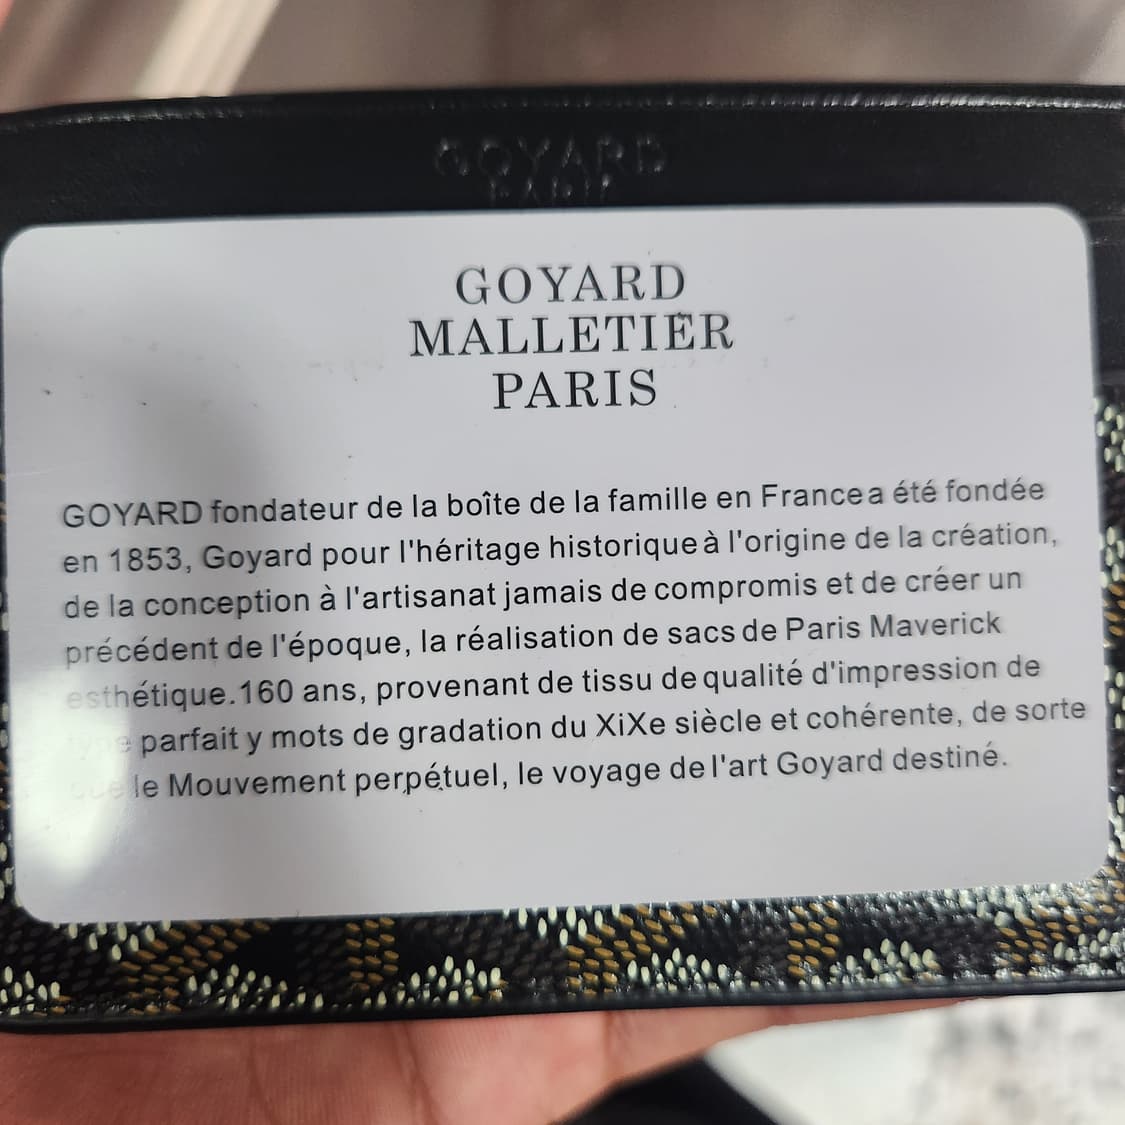 GOYARD
PARIS
GOYARD
MALLETIER
PARIS
GOYARD fondateur de la boîte de la famille en France a été fondée
en 1853, Goyard pour l'héritage historique à l'origine de la création,
de la conception à l'artisanat jamais de compromis et de créer un
précédent de l'époque, la réalisation de sacs de Paris Maverick
esthétique.160 ans, provenant de tissu de qualité d'impression de
type parfait y mots de gradation du XiXe siècle et cohérente, de sorte
que le Mouvement perpétuel, le voyage de l'art Goyard destiné.